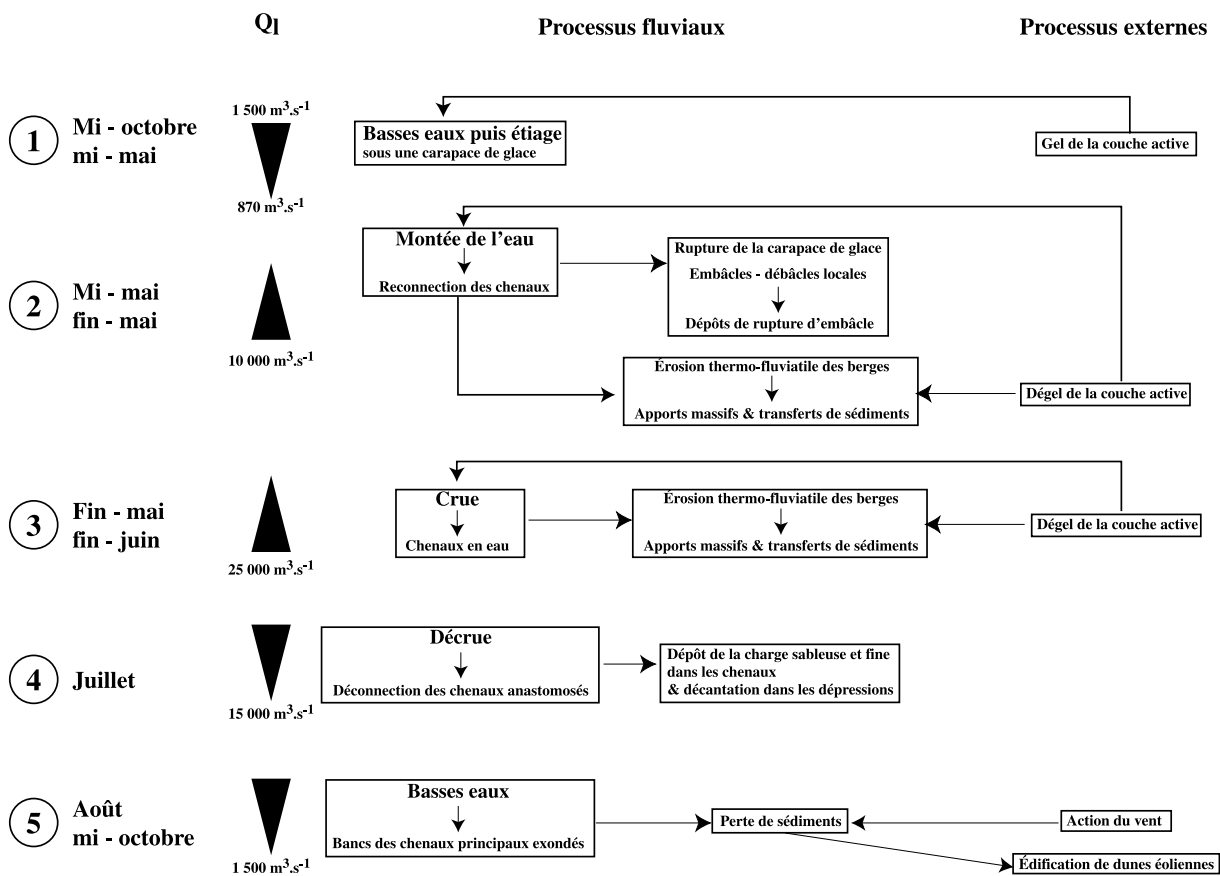 Ql
Processus fluviaux
Processus externes
1
Mi - octobre
mi - mai
1 500 m³.s⁻¹
870 m³.s⁻¹
Basses eaux puis étiage
sous une carapace de glace
Gel de la couche active
2
Mi - mai
fin - mai
10 000 m³.s⁻¹
Montée de l’eau
Reconnection des chenaux
Rupture de la carapace de glace
Embâcles - débâcles locales
Dépôts de rupture d’embâcle
Érosion thermo-fluviatile des berges
Apports massifs & transferts de sédiments
Dégel de la couche active
3
Fin - mai
fin - juin
25 000 m³.s⁻¹
Crue
Chenaux en eau
Érosion thermo-fluviatile des berges
Apports massifs & transferts de sédiments
Dégel de la couche active
4
Juillet
15 000 m³.s⁻¹
Décrue
Déconnection des chenaux anastomosés
Dépôt de la charge sableuse et fine
dans les chenaux
& décantation dans les dépressions
5
Août
mi - octobre
1 500 m³.s⁻¹
Basses eaux
Bancs des chenaux principaux exondés
Perte de sédiments
Action du vent
Édification de dunes éoliennes